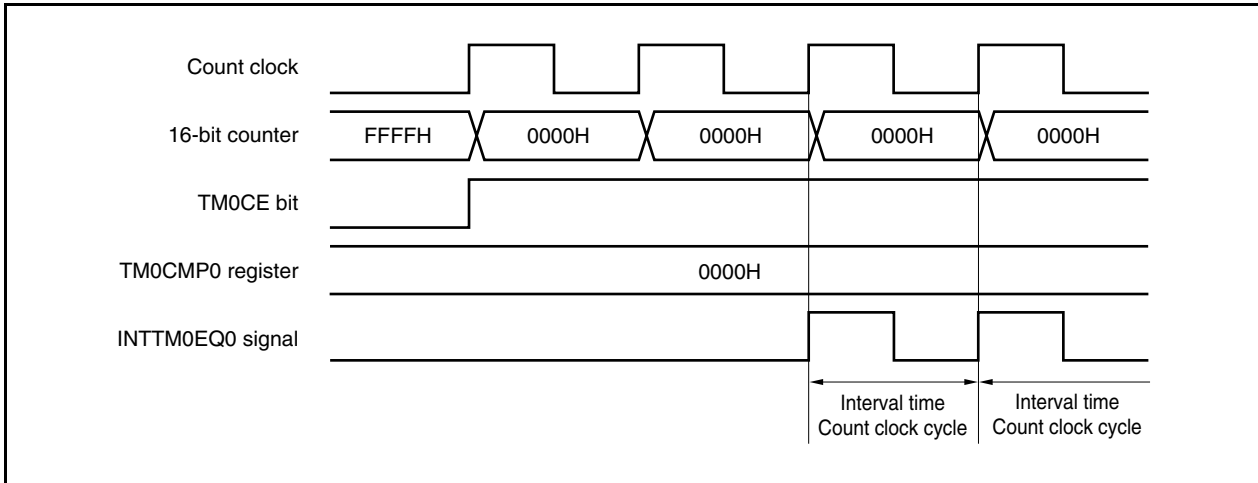 Count clock
16-bit counter
FFFFH
0000H
0000H
0000H
0000H
TM0CE bit
TM0CMP0 register
0000H
INTTM0EQ0 signal
Interval time
Count clock cycle
Interval time
Count clock cycle